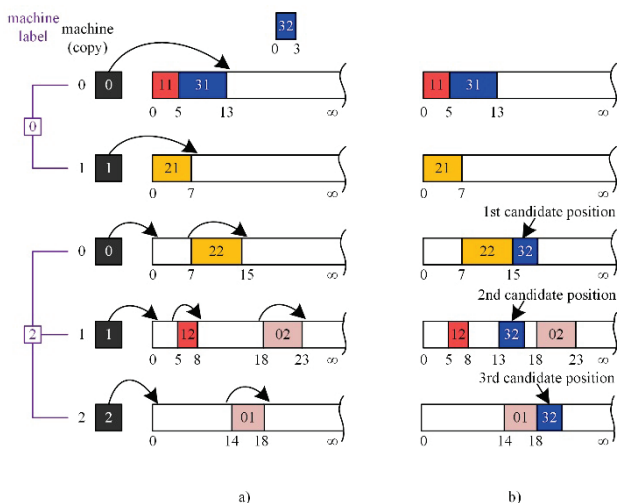 machine
label
machine
(copy)
32
0 3
0 0 11 31 11 31
0 5 13 ∞ 0 5 13 ∞
0
1 1 21 21
0 7 ∞ 0 7 ∞
1st candidate position
0 0 22 22 32
0 7 15 ∞ 0 7 15 ∞
2nd candidate position
2 1 1 12 02 12 32 02
0 5 8 18 23 ∞ 0 5 8 13 18 23 ∞
3rd candidate position
2 2 01 01 32
0 14 18 ∞ 0 14 18 ∞
a) b)